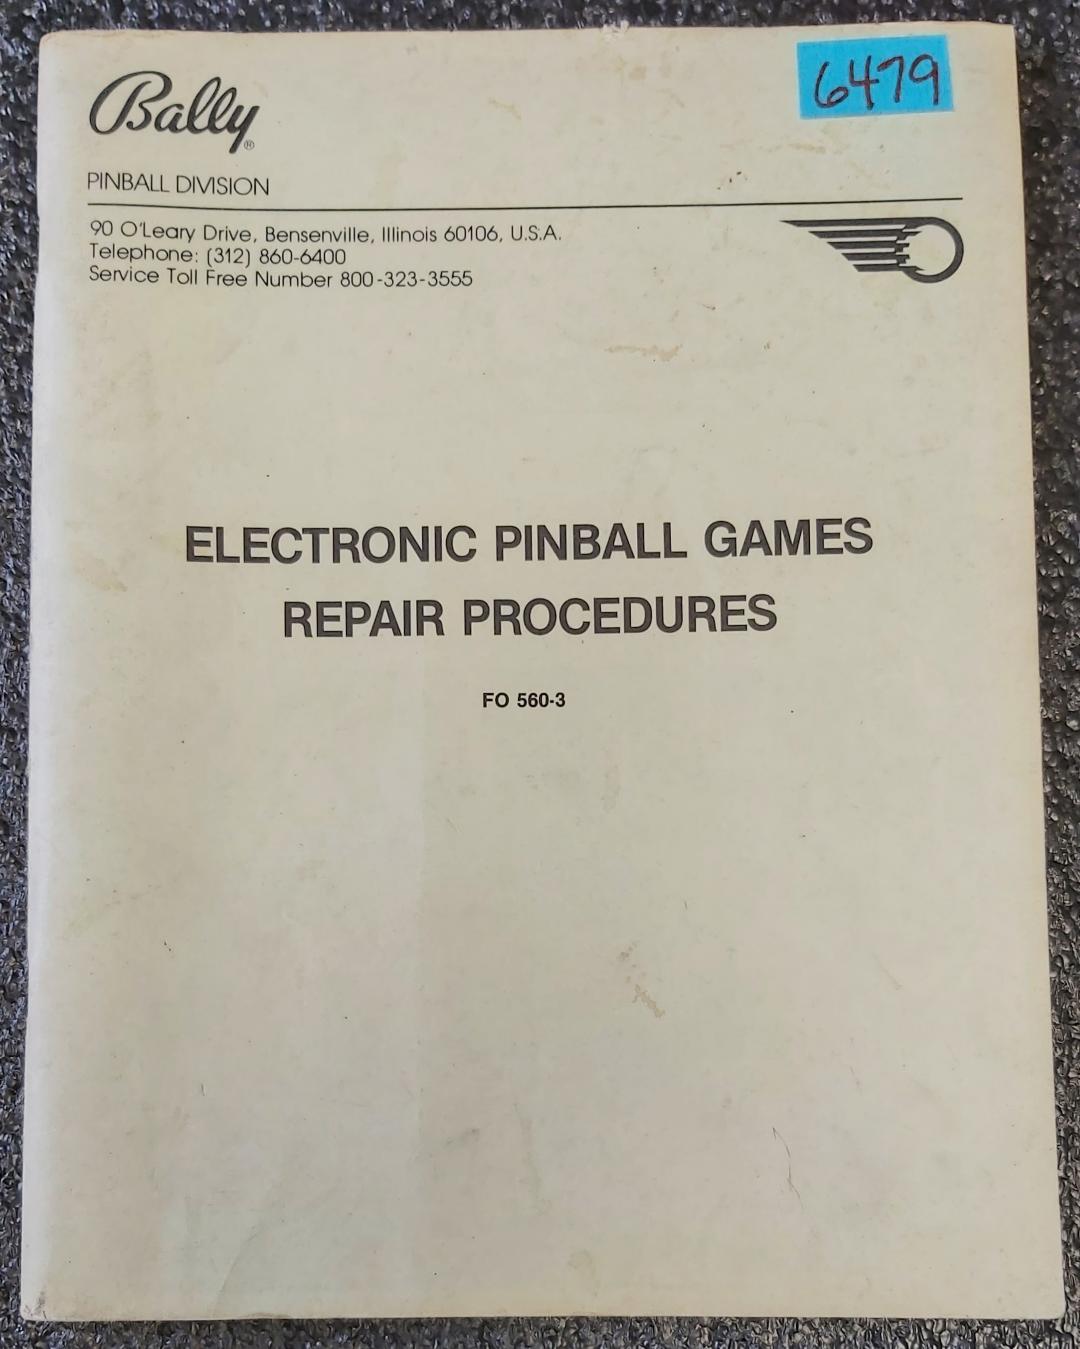 6479
Bally®
PINBALL DIVISION
90 O'Leary Drive, Bensenville, Illinois 60106, U.S.A.
Telephone: (312) 860-6400
Service Toll Free Number 800-323-3555
ELECTRONIC PINBALL GAMES
REPAIR PROCEDURES
FO 560-3